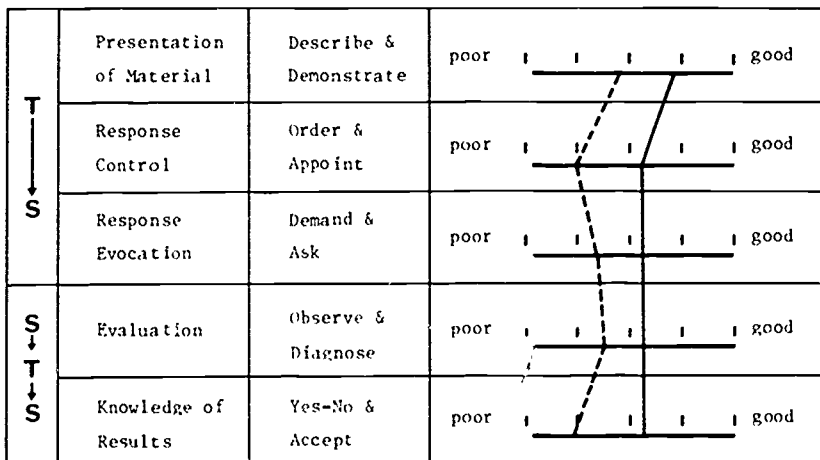 T
S
Presentation of Material
Describe & Demonstrate
poor good
Response Control
Order & Appoint
poor good
Response Evocation
Demand & Ask
poor good
S
T
S
Evaluation
Observe & Diagnose
poor good
Knowledge of Results
Yes-No & Accept
poor good